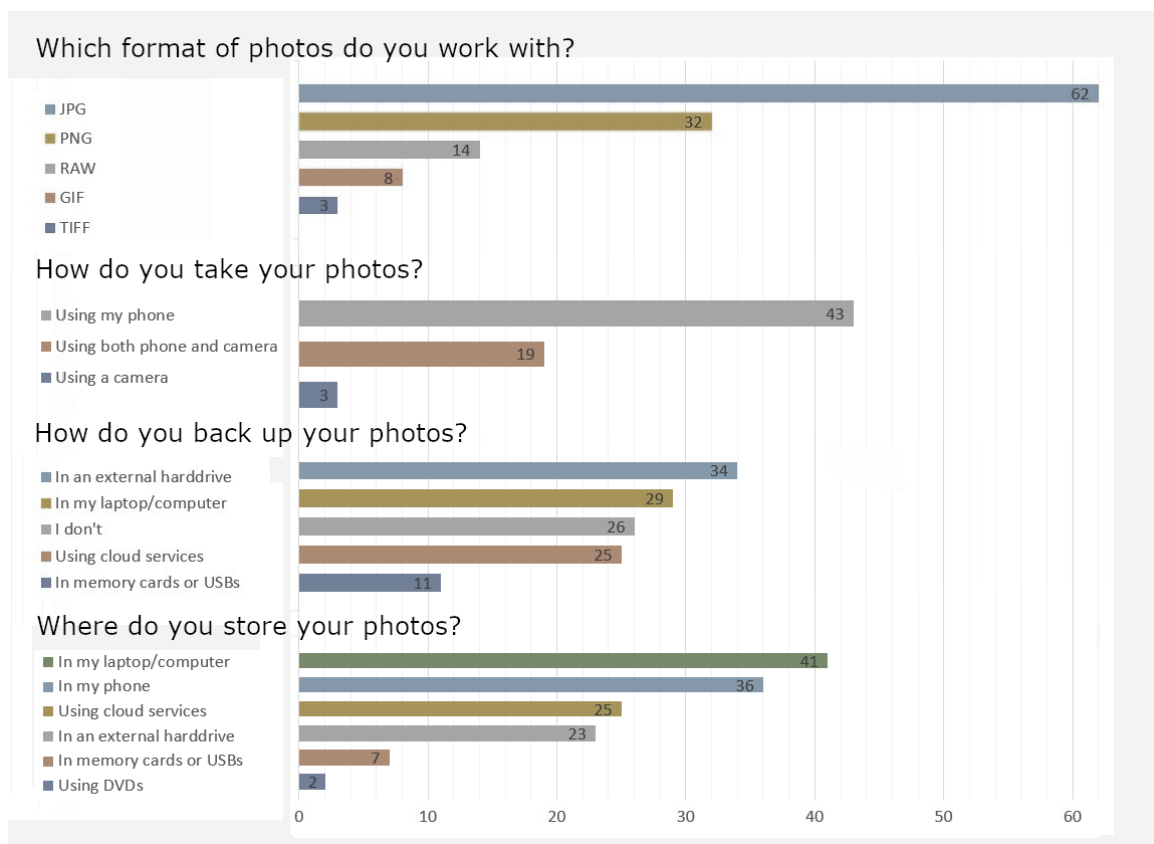 Which format of photos do you work with?
JPG
PNG
RAW
GIF
TIFF
62
32
14
8
3
How do you take your photos?
Using my phone
Using both phone and camera
Using a camera
43
19
3
How do you back up your photos?
In an external harddrive
In my laptop/computer
I don't
Using cloud services
In memory cards or USBs
34
29
26
25
11
Where do you store your photos?
In my laptop/computer
In my phone
Using cloud services
In an external harddrive
In memory cards or USBs
Using DVDs
41
36
25
23
7
2
0 10 20 30 40 50 60